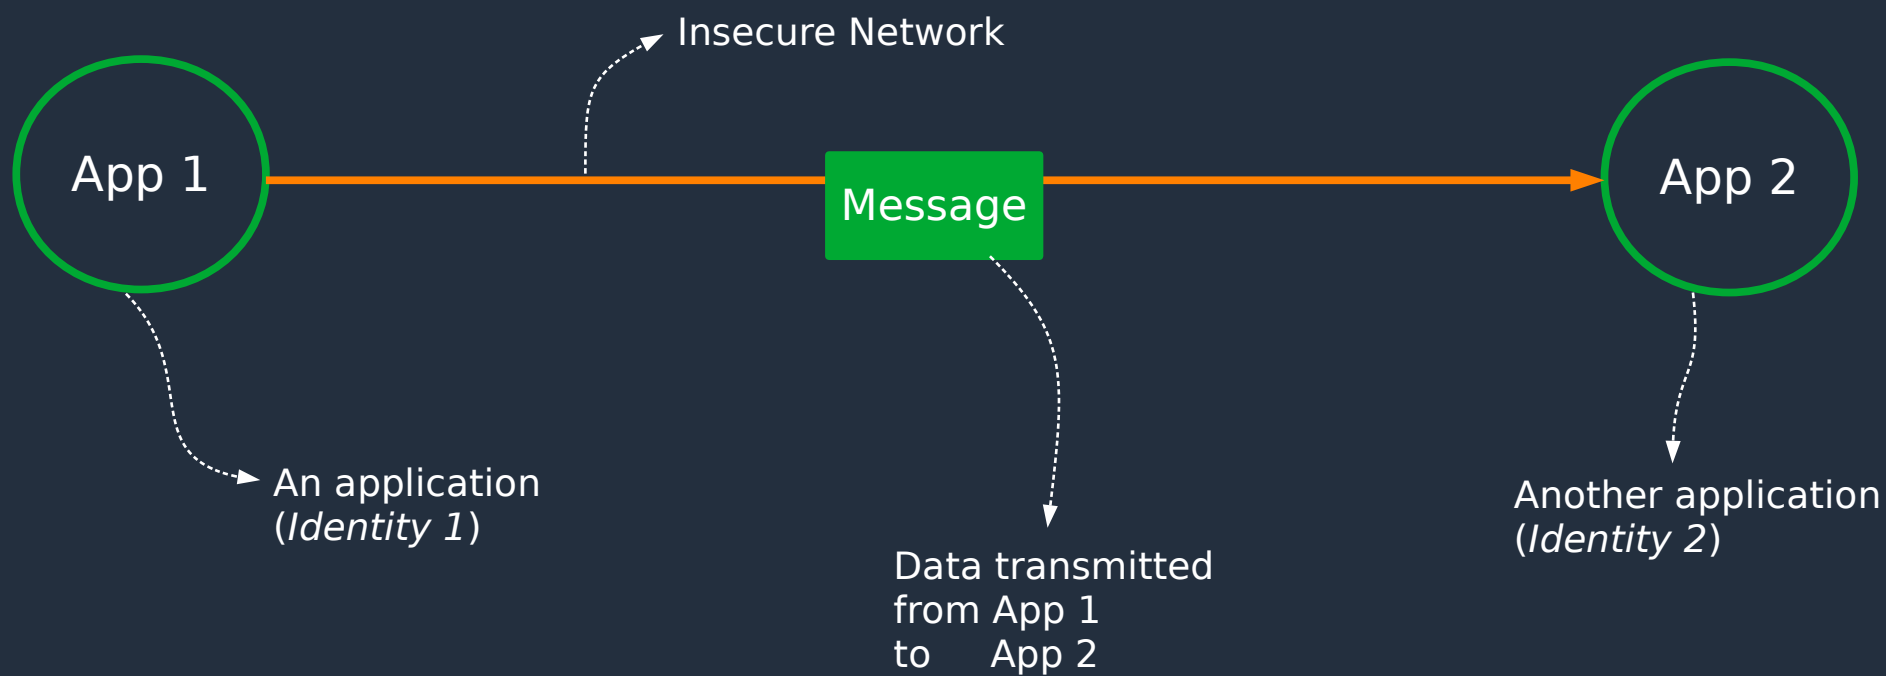 Insecure Network
App 1
Message
App 2
An application
(Identity 1)
Data transmitted
from App 1
to App 2
Another application
(Identity 2)